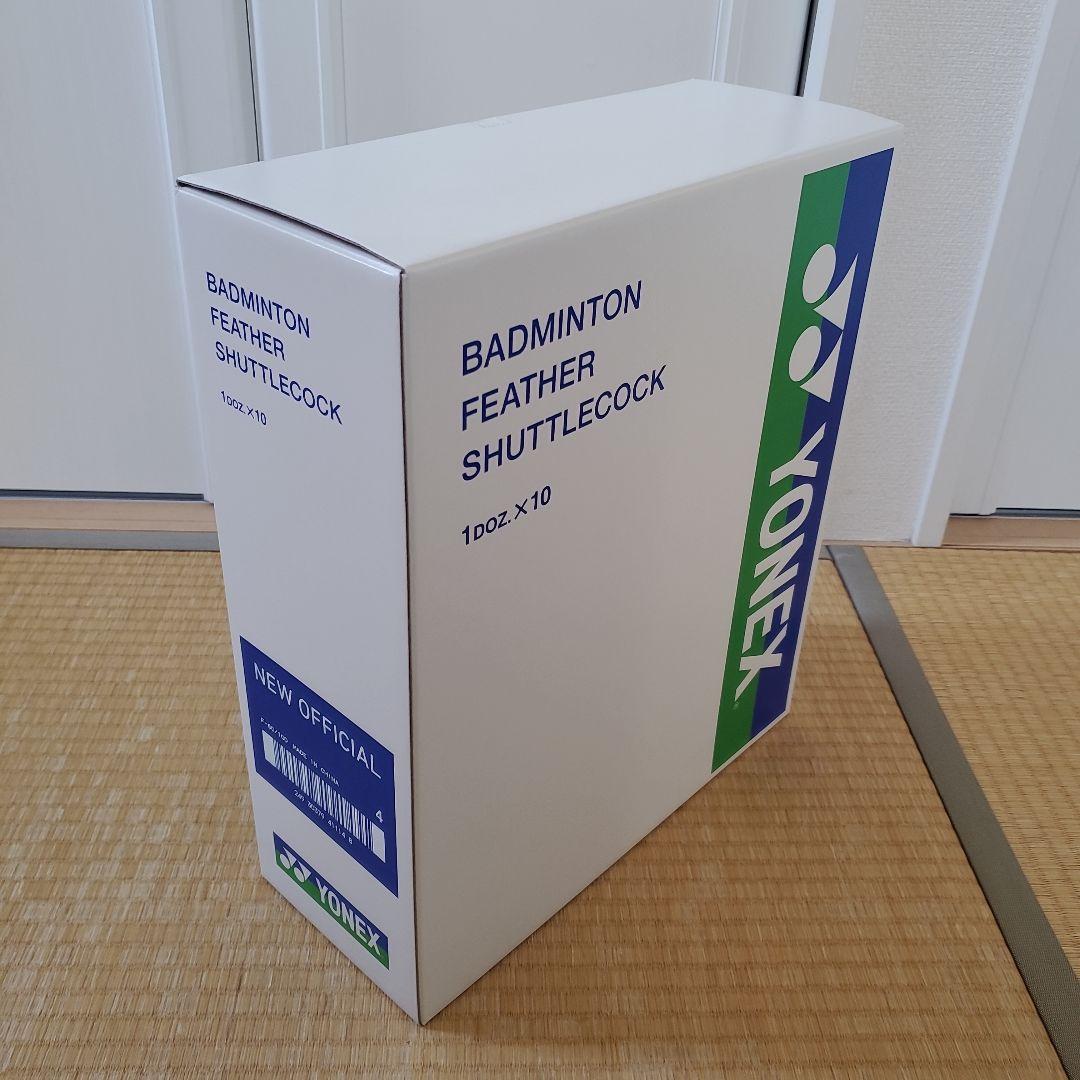 BADMINTON
FEATHER
SHUTTLECOCK
1DOZ.×10
NEW OFFICIAL
MADE IN CHINA
4
YONEX
BADMINTON
FEATHER
SHUTTLECOCK
1DOZ.×10
YONEX